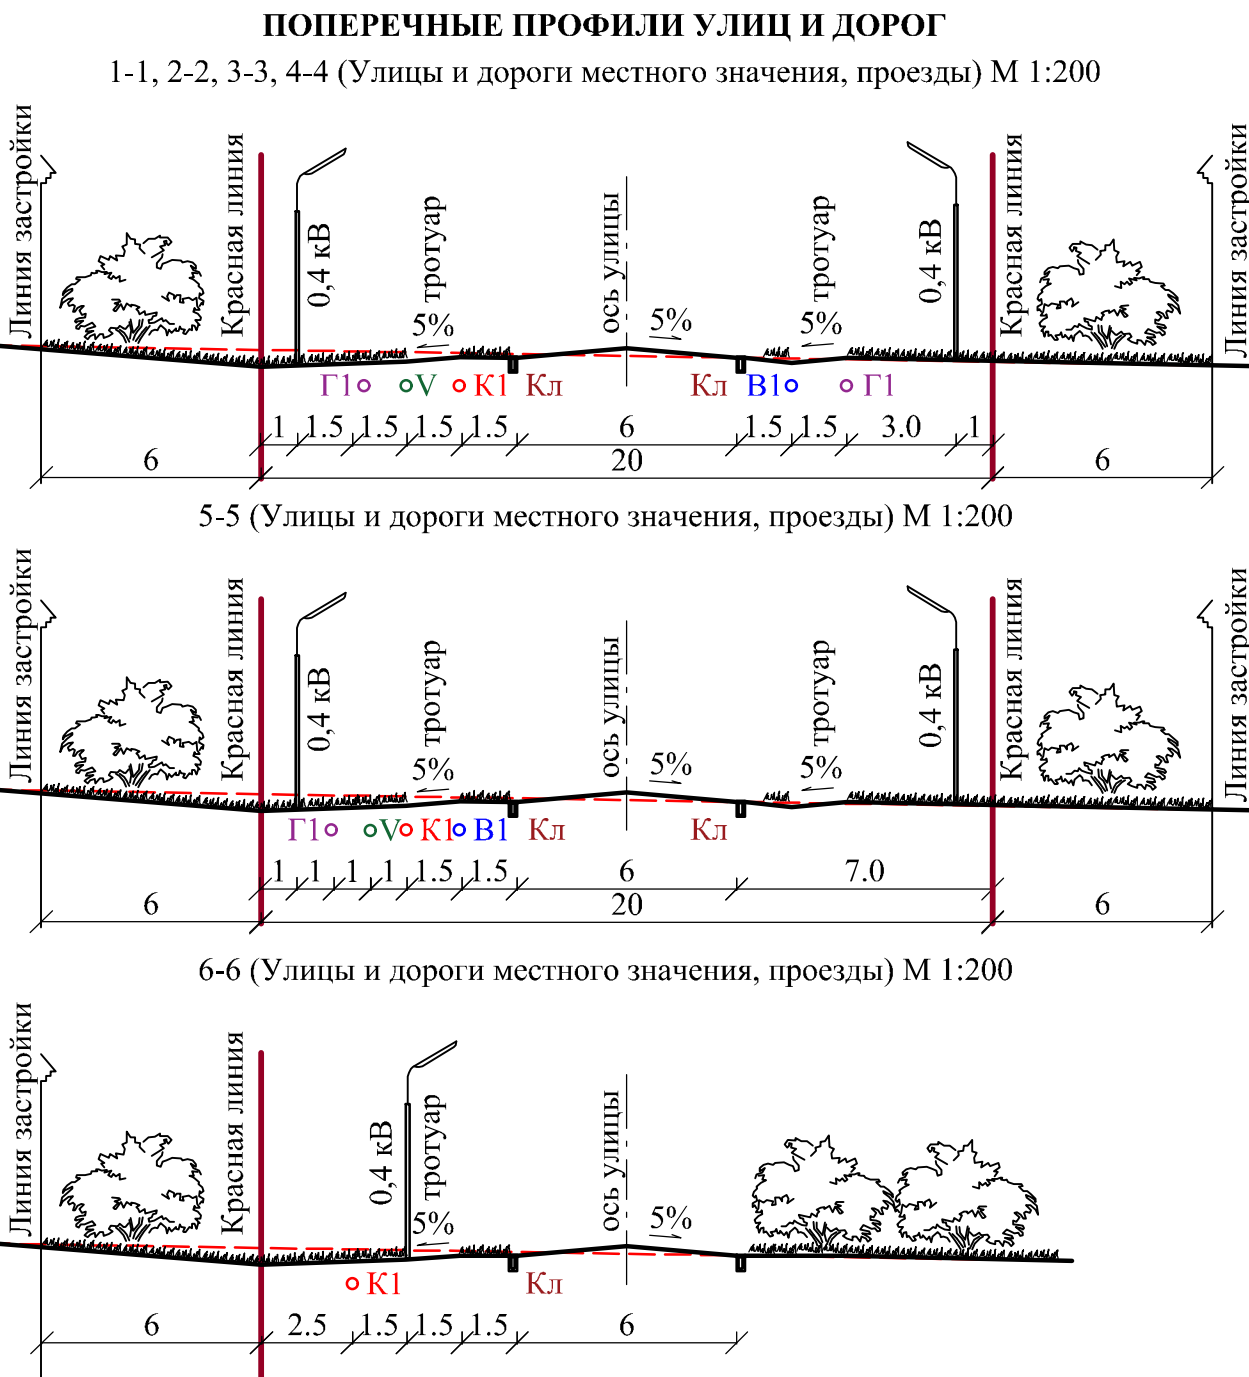 ПОПЕРЕЧНЫЕ ПРОФИЛИ УЛИЦ И ДОРОГ
1-1, 2-2, 3-3, 4-4 (Улицы и дороги местного значения, проезды) М 1:200
Линия застройки
Красная линия
0,4 кВ
тротуар
ось улицы
тротуар
0,4 кВ
Красная линия
Линия застройки
5% 5% 5%
Г1 V К1 Кл Кл В1 Г1
1 1.5 1.5 1.5 1.5 6 1.5 1.5 3.0 1
6 20 6
5-5 (Улицы и дороги местного значения, проезды) М 1:200
Линия застройки
Красная линия
0,4 кВ
тротуар
ось улицы
тротуар
0,4 кВ
Красная линия
Линия застройки
5% 5% 5%
Г1 V К1 В1 Кл Кл
1 1 1 1 1.5 1.5 6 7.0
6 20 6
6-6 (Улицы и дороги местного значения, проезды) М 1:200
Линия застройки
Красная линия
0,4 кВ
тротуар
ось улицы
5% 5%
К1 Кл
6 2.5 1.5 1.5 1.5 6